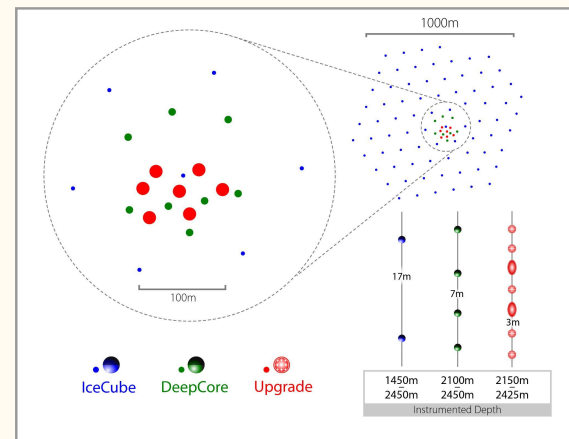 1000m
100m
17m
7m
3m
IceCube
DeepCore
Upgrade
1450m
–
2450m
2100m
–
2450m
2150m
–
2425m
Instrumented Depth